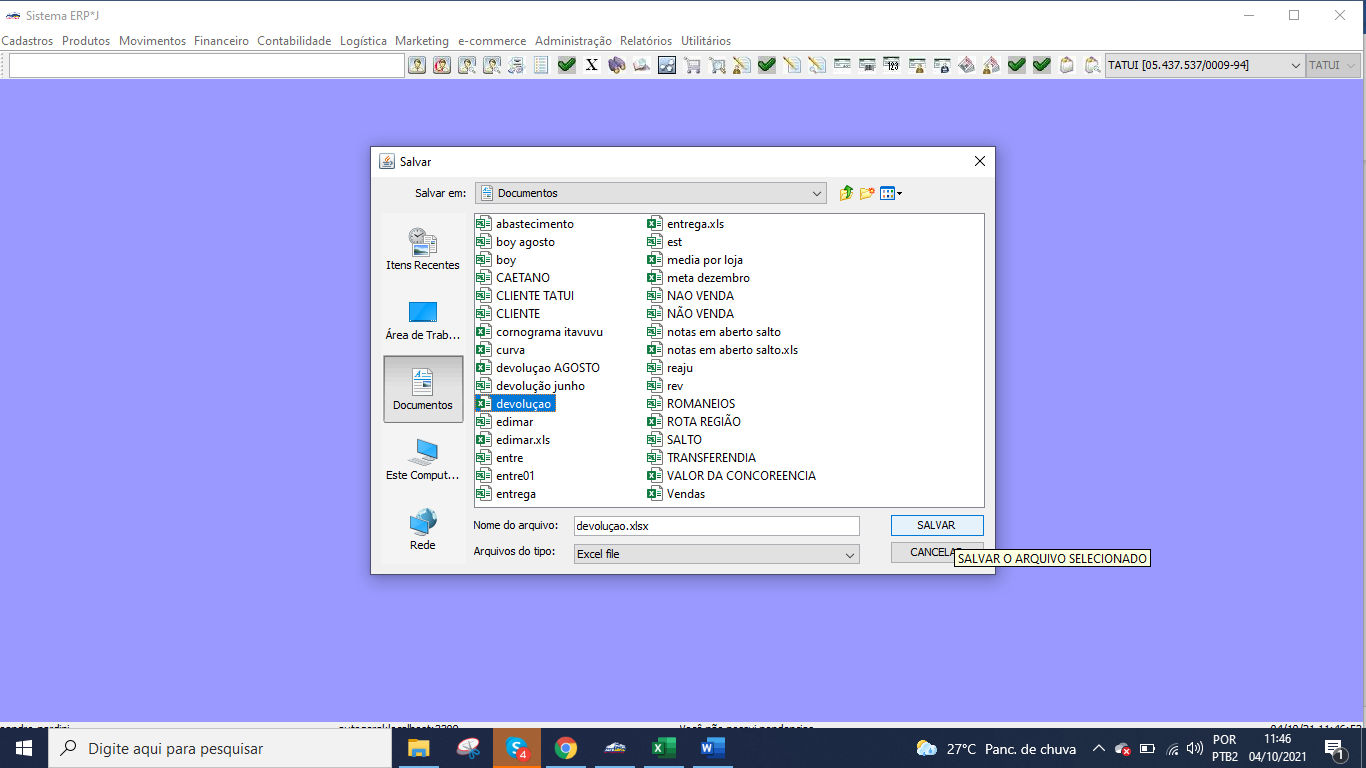 Sistema ERP*J
Cadastros Produtos Movimentos Financeiro Contabilidade Logística Marketing e-commerce Administração Relatórios Utilitários
X 123 TATUI [05.437.537/0009-94] TATUI
Salvar
Salvar em: Documentos
Itens Recentes
Área de Trab...
Documentos
Este Comput...
Rede
abastecimento
boy agosto
boy
CAETANO
CLIENTE TATUI
CLIENTE
cornograma itavuvu
curva
devoluçao AGOSTO
devolução junho
devoluçao
edimar
edimar.xls
entre
entre01
entrega
entrega.xls
est
media por loja
meta dezembro
NAO VENDA
NÃO VENDA
notas em aberto salto
notas em aberto salto.xls
reaju
rev
ROMANEIOS
ROTA REGIÃO
SALTO
TRANSFERENDIA
VALOR DA CONCOREENCIA
Vendas
Nome do arquivo: devoluçao.xlsx SALVAR
Arquivos do tipo: Excel file
SALVAR O ARQUIVO SELECIONADO
Digite aqui para pesquisar
4
27°C Panc. de chuva
POR
PTB2
11:46
04/10/2021
1